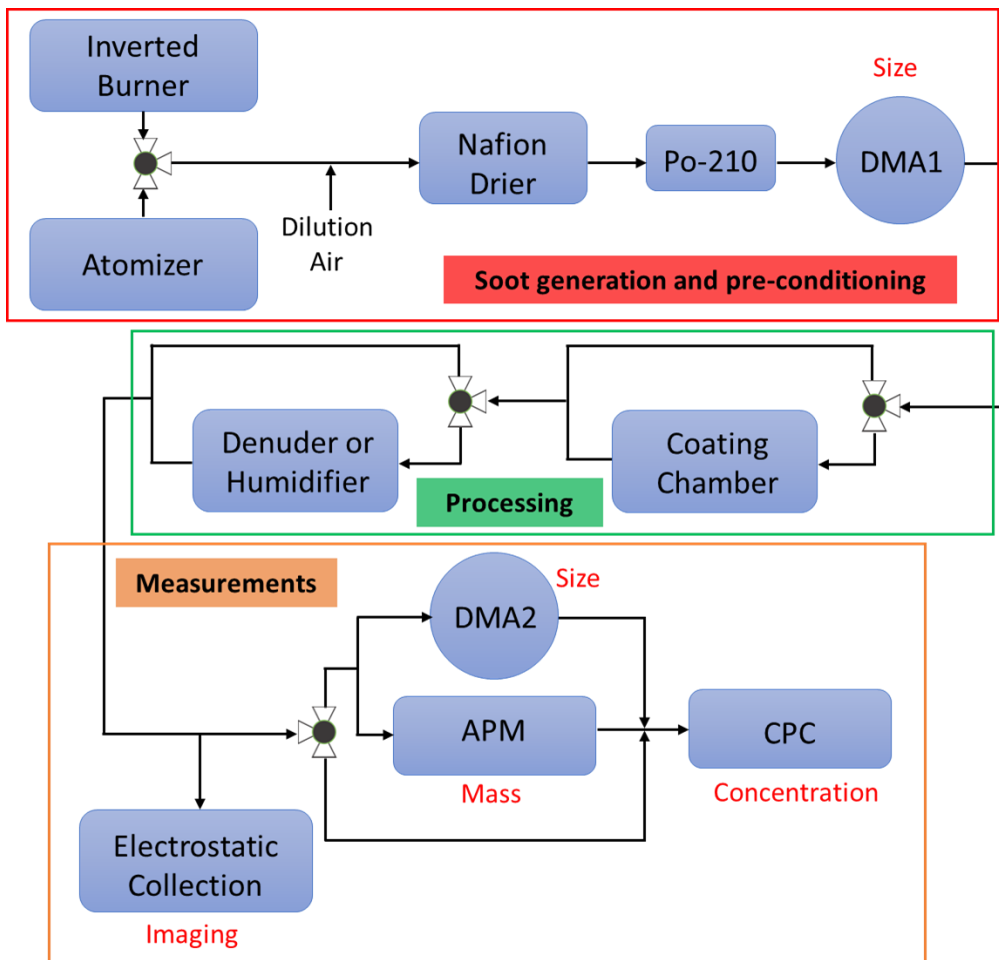 Inverted
Burner
Atomizer
Dilution
Air
Nafion
Drier
Po-210
Size
DMA1
Soot generation and pre-conditioning
Denuder or
Humidifier
Coating
Chamber
Processing
Measurements
Size
DMA2
APM
Mass
CPC
Concentration
Electrostatic
Collection
Imaging